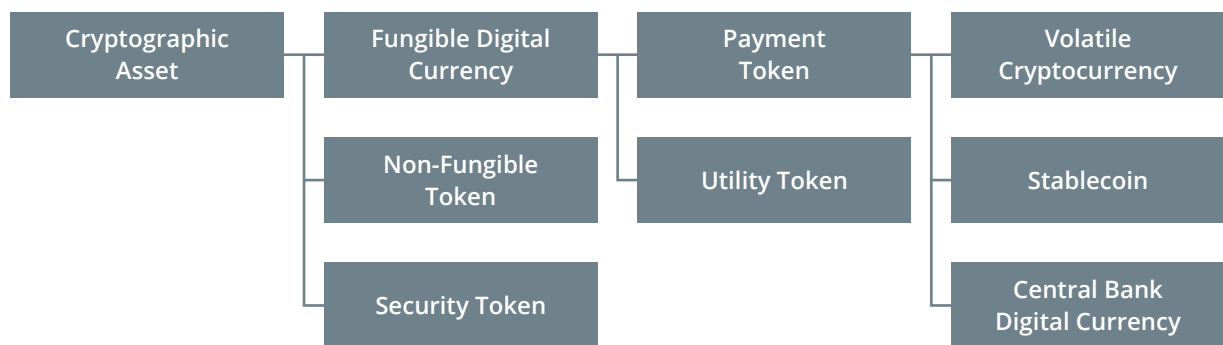 Cryptographic
Asset
Fungible Digital
Currency
Payment
Token
Volatile
Cryptocurrency
Non-Fungible
Token
Utility Token
Stablecoin
Security Token
Central Bank
Digital Currency